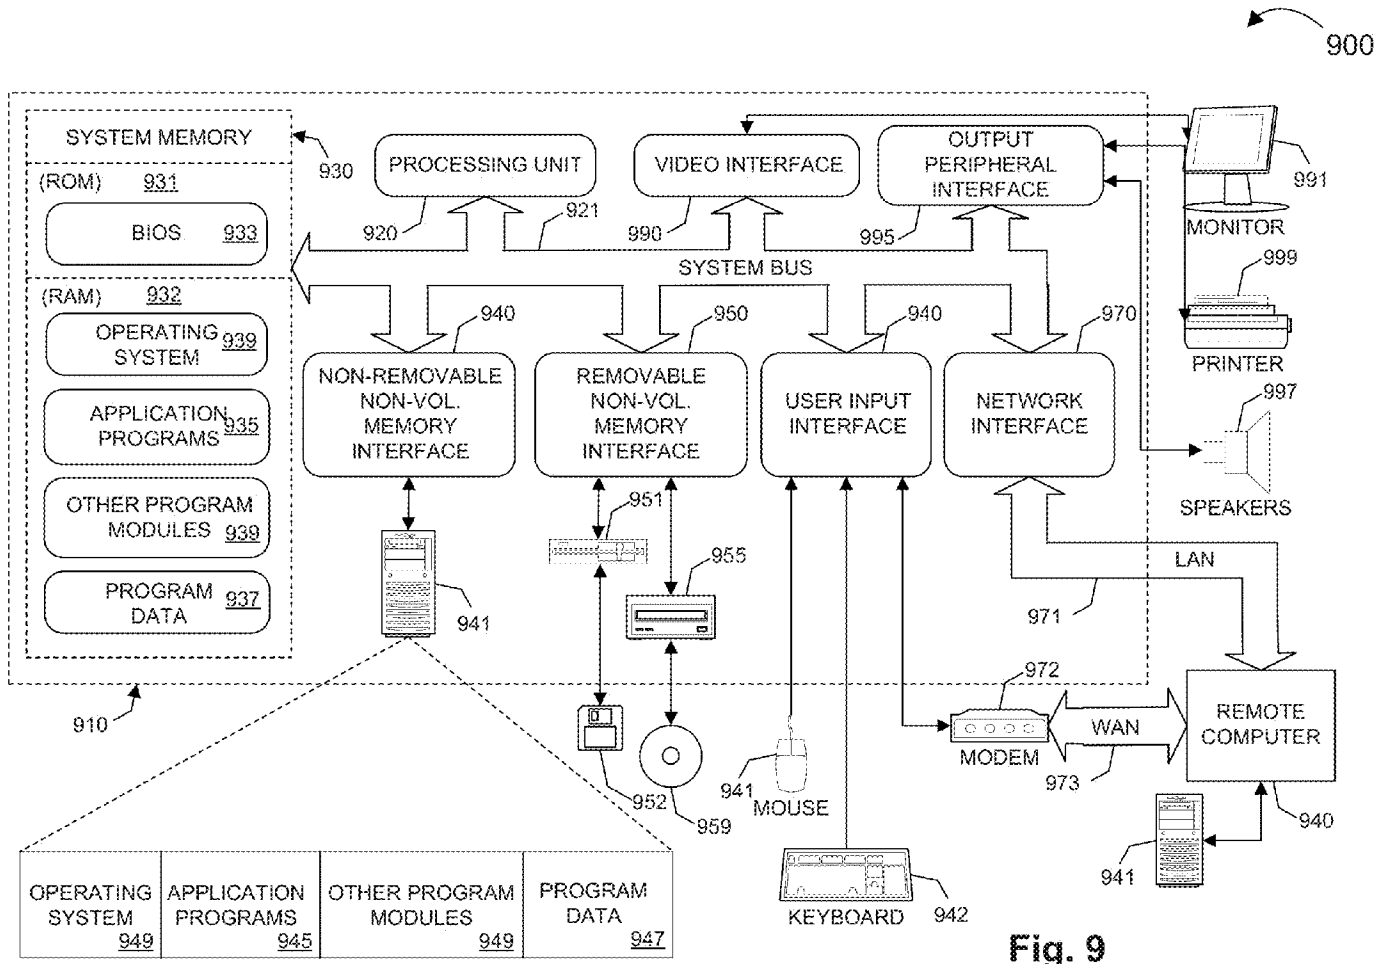 900
SYSTEM MEMORY
930
(ROM) 931
BIOS 933
(RAM) 932
OPERATING
SYSTEM 939
APPLICATION
PROGRAMS 935
OTHER PROGRAM
MODULES 939
PROGRAM
DATA 937
910
PROCESSING UNIT
920
921
VIDEO INTERFACE
990
OUTPUT
PERIPHERAL
INTERFACE
995
SYSTEM BUS
991
MONITOR
999
PRINTER
997
SPEAKERS
940
NON-REMOVABLE
NON-VOL.
MEMORY
INTERFACE
950
REMOVABLE
NON-VOL.
MEMORY
INTERFACE
940
USER INPUT
INTERFACE
970
NETWORK
INTERFACE
941
951
955
952
959
941
MOUSE
KEYBOARD
942
972
MODEM
LAN
971
WAN
973
REMOTE
COMPUTER
940
941
OPERATING
SYSTEM
949
APPLICATION
PROGRAMS
945
OTHER PROGRAM
MODULES
949
PROGRAM
DATA
947
Fig. 9